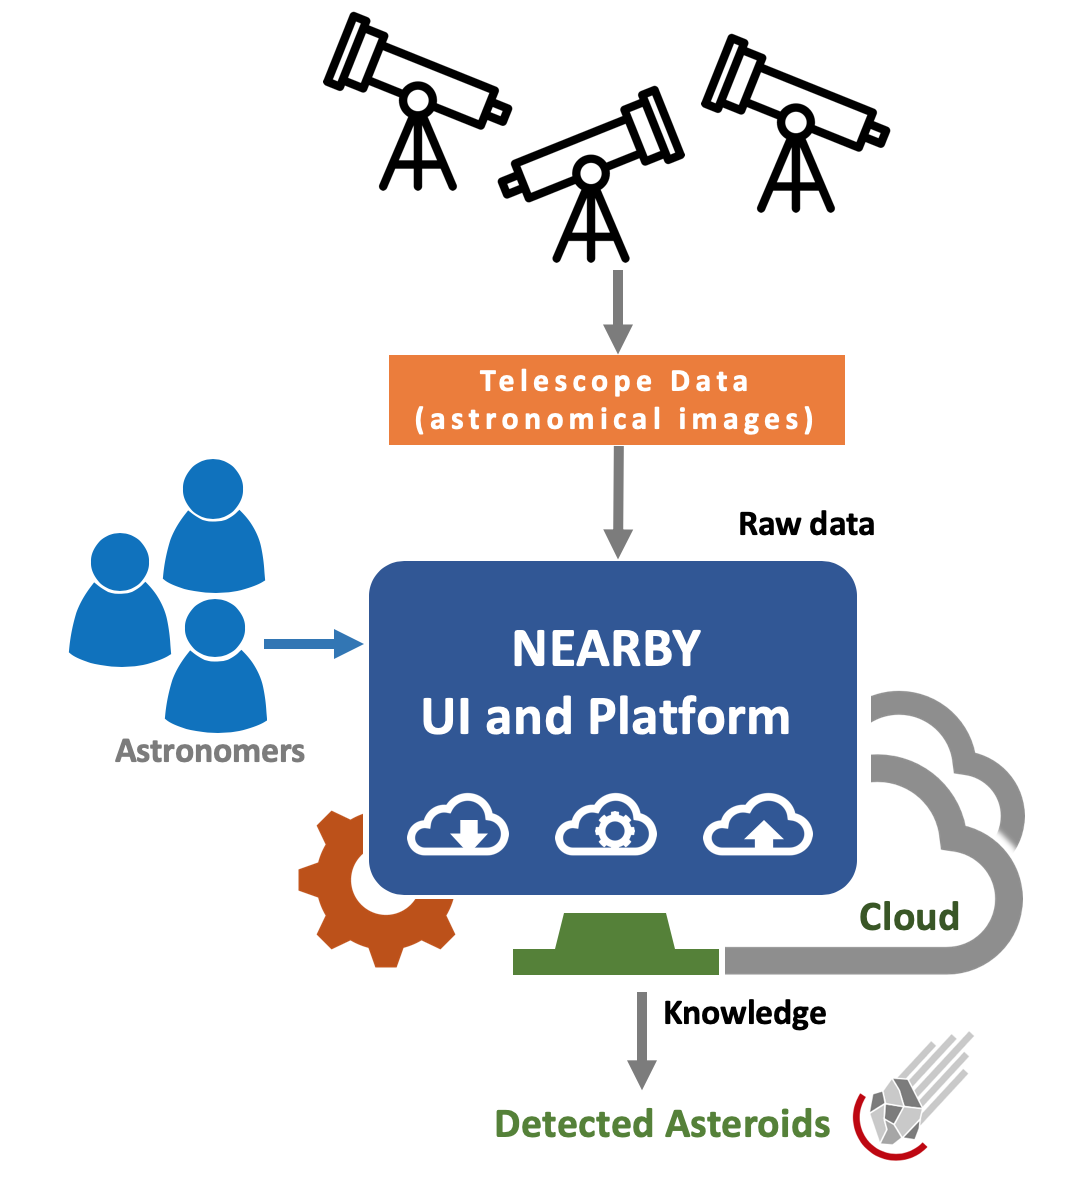 Telescope Data
(astronomical images)
Raw data
NEARBY
UI and Platform
Astronomers
Cloud
Knowledge
Detected Asteroids